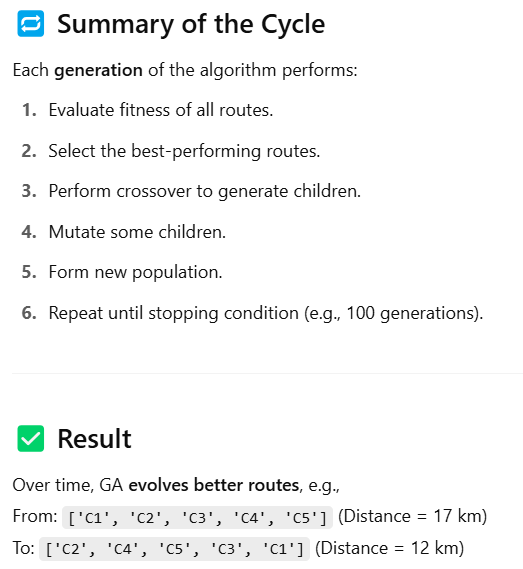 🔁 Summary of the Cycle
Each generation of the algorithm performs:
1. Evaluate fitness of all routes.
2. Select the best-performing routes.
3. Perform crossover to generate children.
4. Mutate some children.
5. Form new population.
6. Repeat until stopping condition (e.g., 100 generations).
✅ Result
Over time, GA evolves better routes, e.g.,
From: ['C1', 'C2', 'C3', 'C4', 'C5'] (Distance = 17 km)
To: ['C2', 'C4', 'C5', 'C3', 'C1'] (Distance = 12 km)